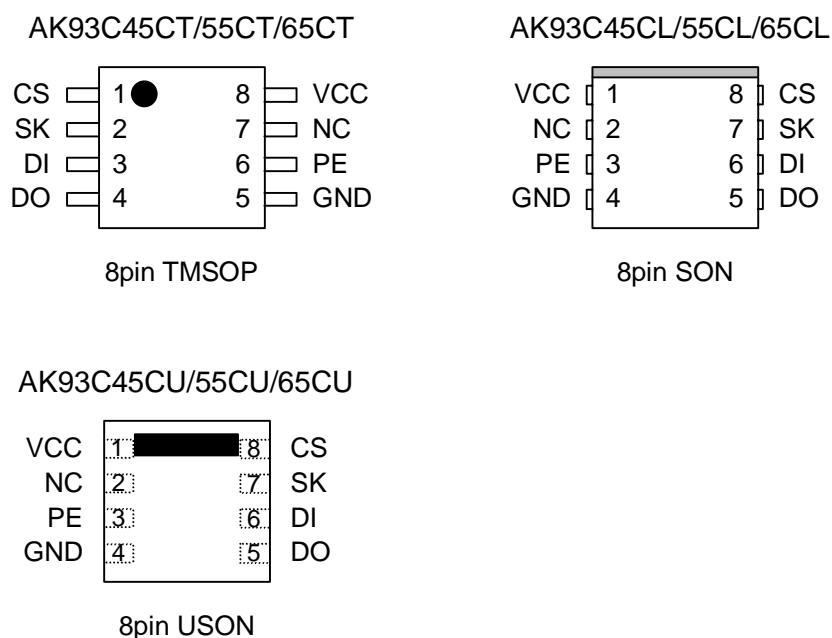 AK93C45CT/55CT/65CT
CS 1 8 VCC
SK 2 7 NC
DI 3 6 PE
DO 4 5 GND
8pin TMSOP
AK93C45CL/55CL/65CL
VCC 1 8 CS
NC 2 7 SK
PE 3 6 DI
GND 4 5 DO
8pin SON
AK93C45CU/55CU/65CU
VCC 1 8 CS
NC 2 7 SK
PE 3 6 DI
GND 4 5 DO
8pin USON